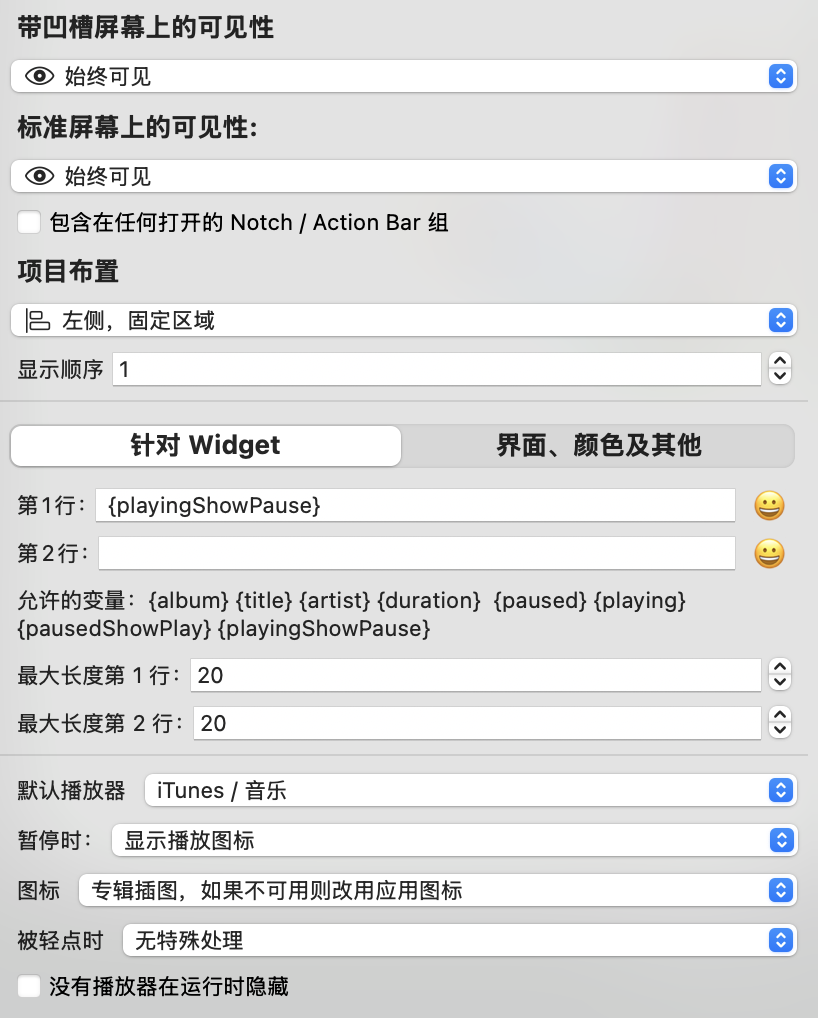 带凹槽屏幕上的可见性
始终可见
标准屏幕上的可见性:
始终可见
包含在任何打开的 Notch / Action Bar 组
项目布置
左侧，固定区域
显示顺序 1
针对 Widget 界面、颜色及其他
第1行： {playingShowPause}
第2行：
允许的变量：{album} {title} {artist} {duration}  {paused} {playing}
{pausedShowPlay} {playingShowPause}
最大长度第 1 行： 20
最大长度第 2 行： 20
默认播放器 iTunes / 音乐
暂停时： 显示播放图标
图标 专辑插图，如果不可用则改用应用图标
被轻点时 无特殊处理
没有播放器在运行时隐藏